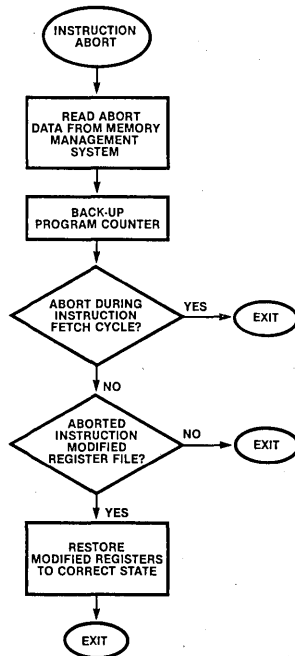 INSTRUCTION
ABORT
READ ABORT
DATA FROM MEMORY
MANAGEMENT
SYSTEM
BACK-UP
PROGRAM COUNTER
ABORT DURING
INSTRUCTION
FETCH CYCLE?
YES
EXIT
NO
ABORTED
INSTRUCTION
MODIFIED
REGISTER FILE?
NO
EXIT
YES
RESTORE
MODIFIED REGISTERS
TO CORRECT STATE
EXIT